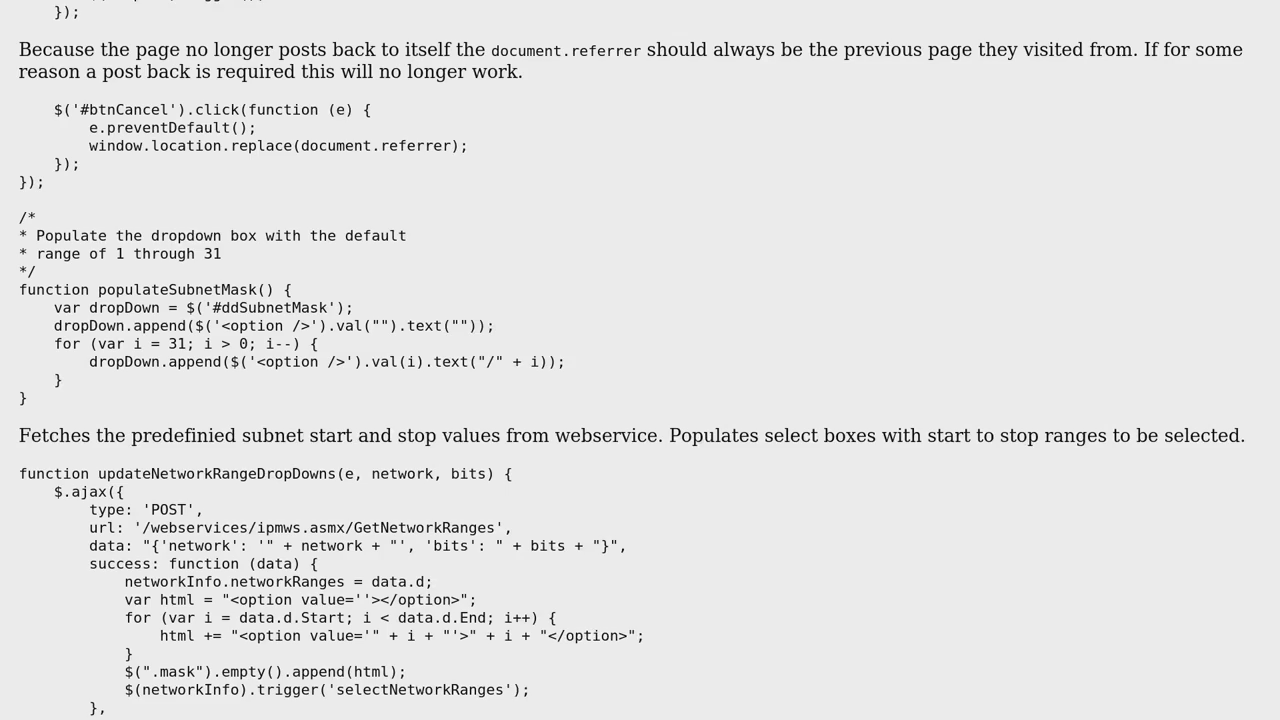 });
Because the page no longer posts back to itself the document.referrer should always be the previous page they visited from. If for some
reason a post back is required this will no longer work.
    $('#btnCancel').click(function (e) {
        e.preventDefault();
        window.location.replace(document.referrer);
    });
});
/*
* Populate the dropdown box with the default
* range of 1 through 31
*/
function populateSubnetMask() {
    var dropDown = $('#ddSubnetMask');
    dropDown.append($('<option />').val("").text(""));
    for (var i = 31; i > 0; i--) {
        dropDown.append($('<option />').val(i).text("/" + i));
    }
}
Fetches the predefinied subnet start and stop values from webservice. Populates select boxes with start to stop ranges to be selected.
function updateNetworkRangeDropDowns(e, network, bits) {
    $.ajax({
        type: 'POST',
        url: '/webservices/ipmws.asmx/GetNetworkRanges',
        data: "{'network': '" + network + "', 'bits': " + bits + "}",
        success: function (data) {
            networkInfo.networkRanges = data.d;
            var html = "<option value=''></option>";
            for (var i = data.d.Start; i < data.d.End; i++) {
                html += "<option value='" + i + "'>" + i + "</option>";
            }
            $(".mask").empty().append(html);
            $(networkInfo).trigger('selectNetworkRanges');
        },